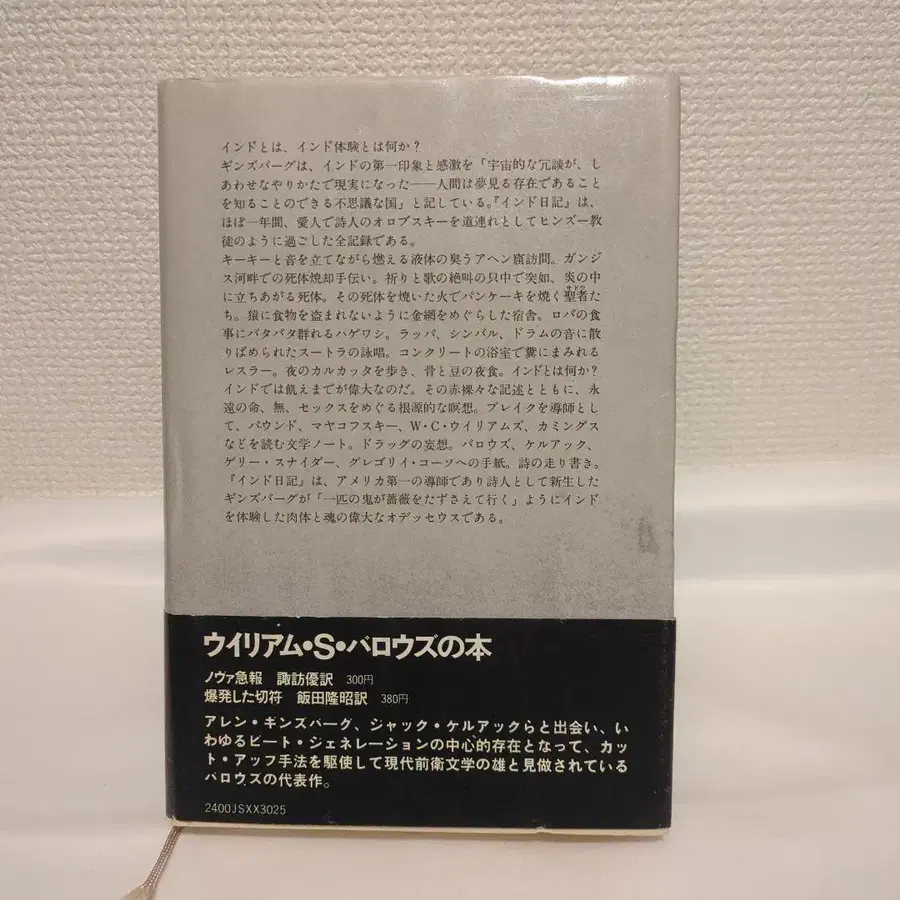 インドとは、インド体験とは何か？
ギンズバーグは、インドの第一印象と感激を「宇宙的な冗談が、し
あわせなやりかたで現実になった──人間は夢見る存在であること
を知ることのできる不思議な国」と記している。『インド日記』は、
ほぼ一年間、愛人で詩人のオロブスキーを道連れとしてヒンズー教
徒のように過ごした全記録である。
キーキーと音を立てながら燃える液体の臭うアヘン窟訪問。ガンジ
ス河畔での死体焼却手伝い。祈りと歌の絶叫の只中で突如、炎の中
に立ちあがる死体。その死体を焼いた火でパンケーキを焼く聖者た
ち。猿に食物を盗まれないように金網をめぐらした宿舎。ロバの食
事にバタバタ群れるハゲワシ。ラッパ、シンバル、ドラムの音に散
りばめられたスートラの詠唱。コンクリートの浴室で糞にまみれる
レスラー。夜のカルカッタを歩き、骨と豆の夜食。インドとは何か？
インドでは飢えまでが偉大なのだ。その赤裸々な記述とともに、永
遠の命、無、セックスをめぐる根源的な瞑想。ブレイクを導師とし
て、パウンド、マヤコフスキー、W・C・ウイリアムズ、カミングス
などを読む文学ノート。ドラッグの妄想。バロウズ、ケルアック、
ゲリー・スナイダー、グレゴリイ・コーソへの手紙。詩の走り書き。
『インド日記』は、アメリカ第一の導師であり詩人として新生した
ギンズバーグが「一匹の鬼が薔薇をたずさえて行く」ようにインド
を体験した肉体と魂の偉大なオデッセウスである。
ウイリアム・S・バロウズの本
ノヴァ急報 諏訪優訳 300円
爆発した切符 飯田隆昭訳 380円
アレン・ギンズバーグ、ジャック・ケルアックらと出会い、い
わゆるビート・ジェネレーションの中心的存在となって、カッ
ト・アップ手法を駆使して現代前衛文学の雄と見做されている
バロウズの代表作。
2400JSXX3025